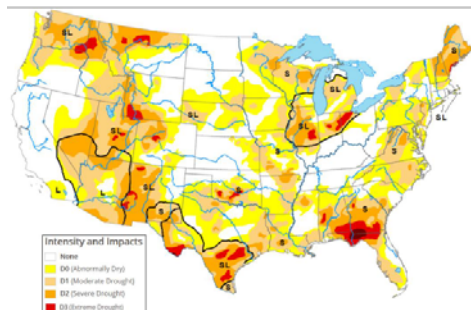 SL
S
S
SL
SL
S
SL
SL
SL
S
L
L
SL
S
S
S
SL
S
Intensity and Impacts
None
D0 (Abnormally Dry)
D1 (Moderate Drought)
D2 (Severe Drought)
D3 (Extreme Drought)